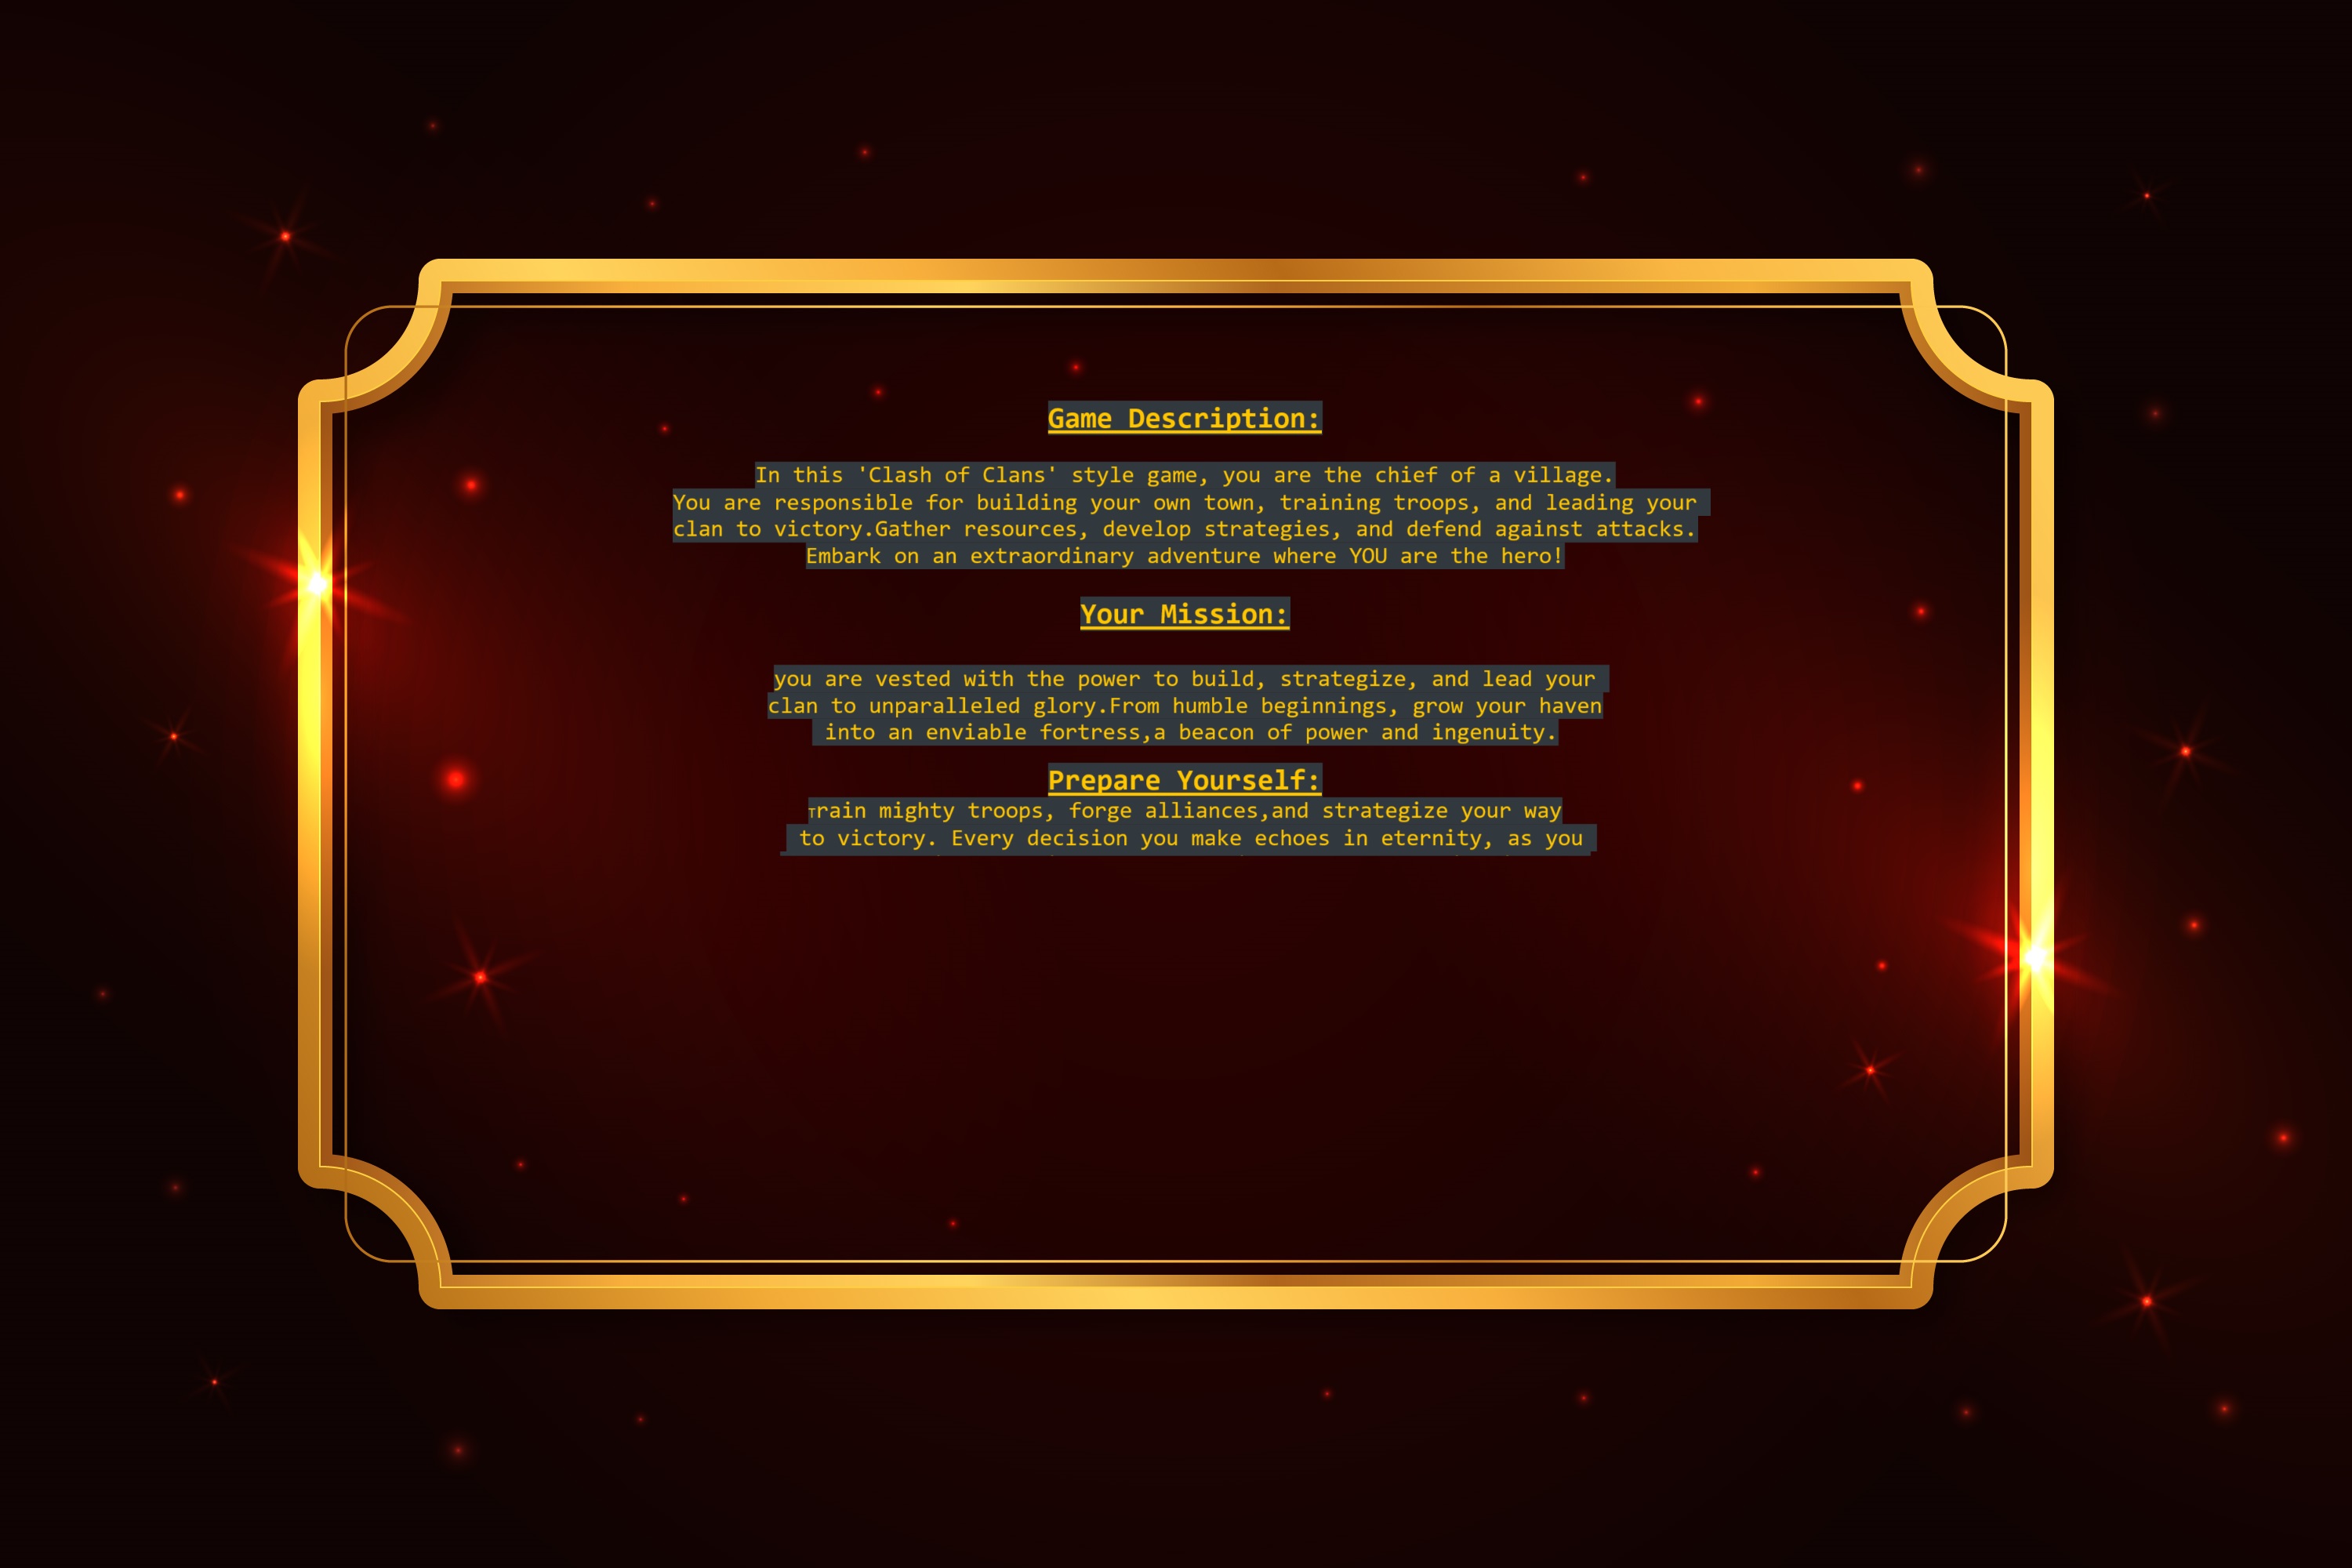 Game Description:
In this 'Clash of Clans' style game, you are the chief of a village.
You are responsible for building your own town, training troops, and leading your
clan to victory.Gather resources, develop strategies, and defend against attacks.
Embark on an extraordinary adventure where YOU are the hero!
Your Mission:
you are vested with the power to build, strategize, and lead your
clan to unparalleled glory.From humble beginnings, grow your haven
into an enviable fortress,a beacon of power and ingenuity.
Prepare Yourself:
Train mighty troops, forge alliances,and strategize your way
to victory. Every decision you make echoes in eternity, as you